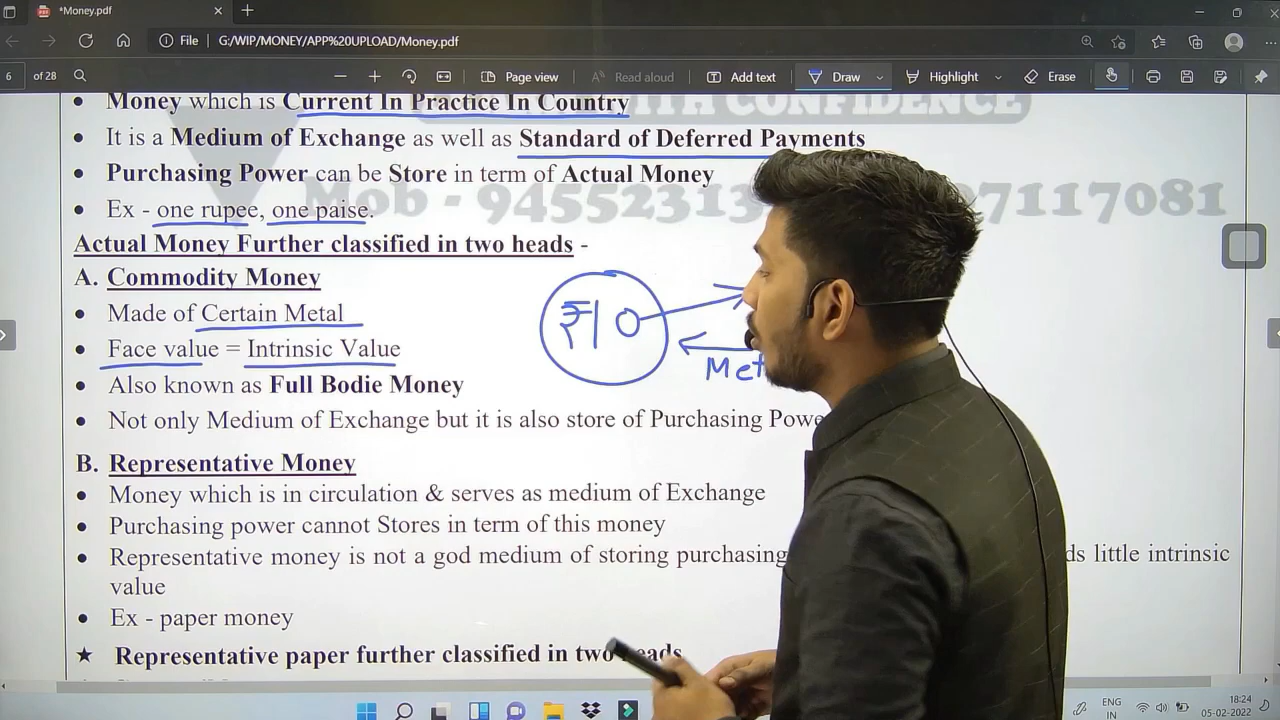 *Money.pdf
File G:/WIP/MONEY/APP%20UPLOAD/Money.pdf
6 of 28 Page view Read aloud Add text Draw Highlight Erase
WITH CONFIDENCE
Money which is Current In Practice In Country
It is a Medium of Exchange as well as Standard of Deferred Payments
Purchasing Power can be Store in term of Actual Money
Mob - 94552313 27117081
Ex - one rupee, one paise.
Actual Money Further classified in two heads -
A. Commodity Money
Made of Certain Metal
₹10
Face value = Intrinsic Value
Met
Also known as Full Bodie Money
Not only Medium of Exchange but it is also store of Purchasing Powe
B. Representative Money
Money which is in circulation & serves as medium of Exchange
Purchasing power cannot Stores in term of this money
Representative money is not a god medium of storing purchasing ds little intrinsic
value
Ex - paper money
★ Representative paper further classified in two heads
ENG 18:24
IN 05-02-2022